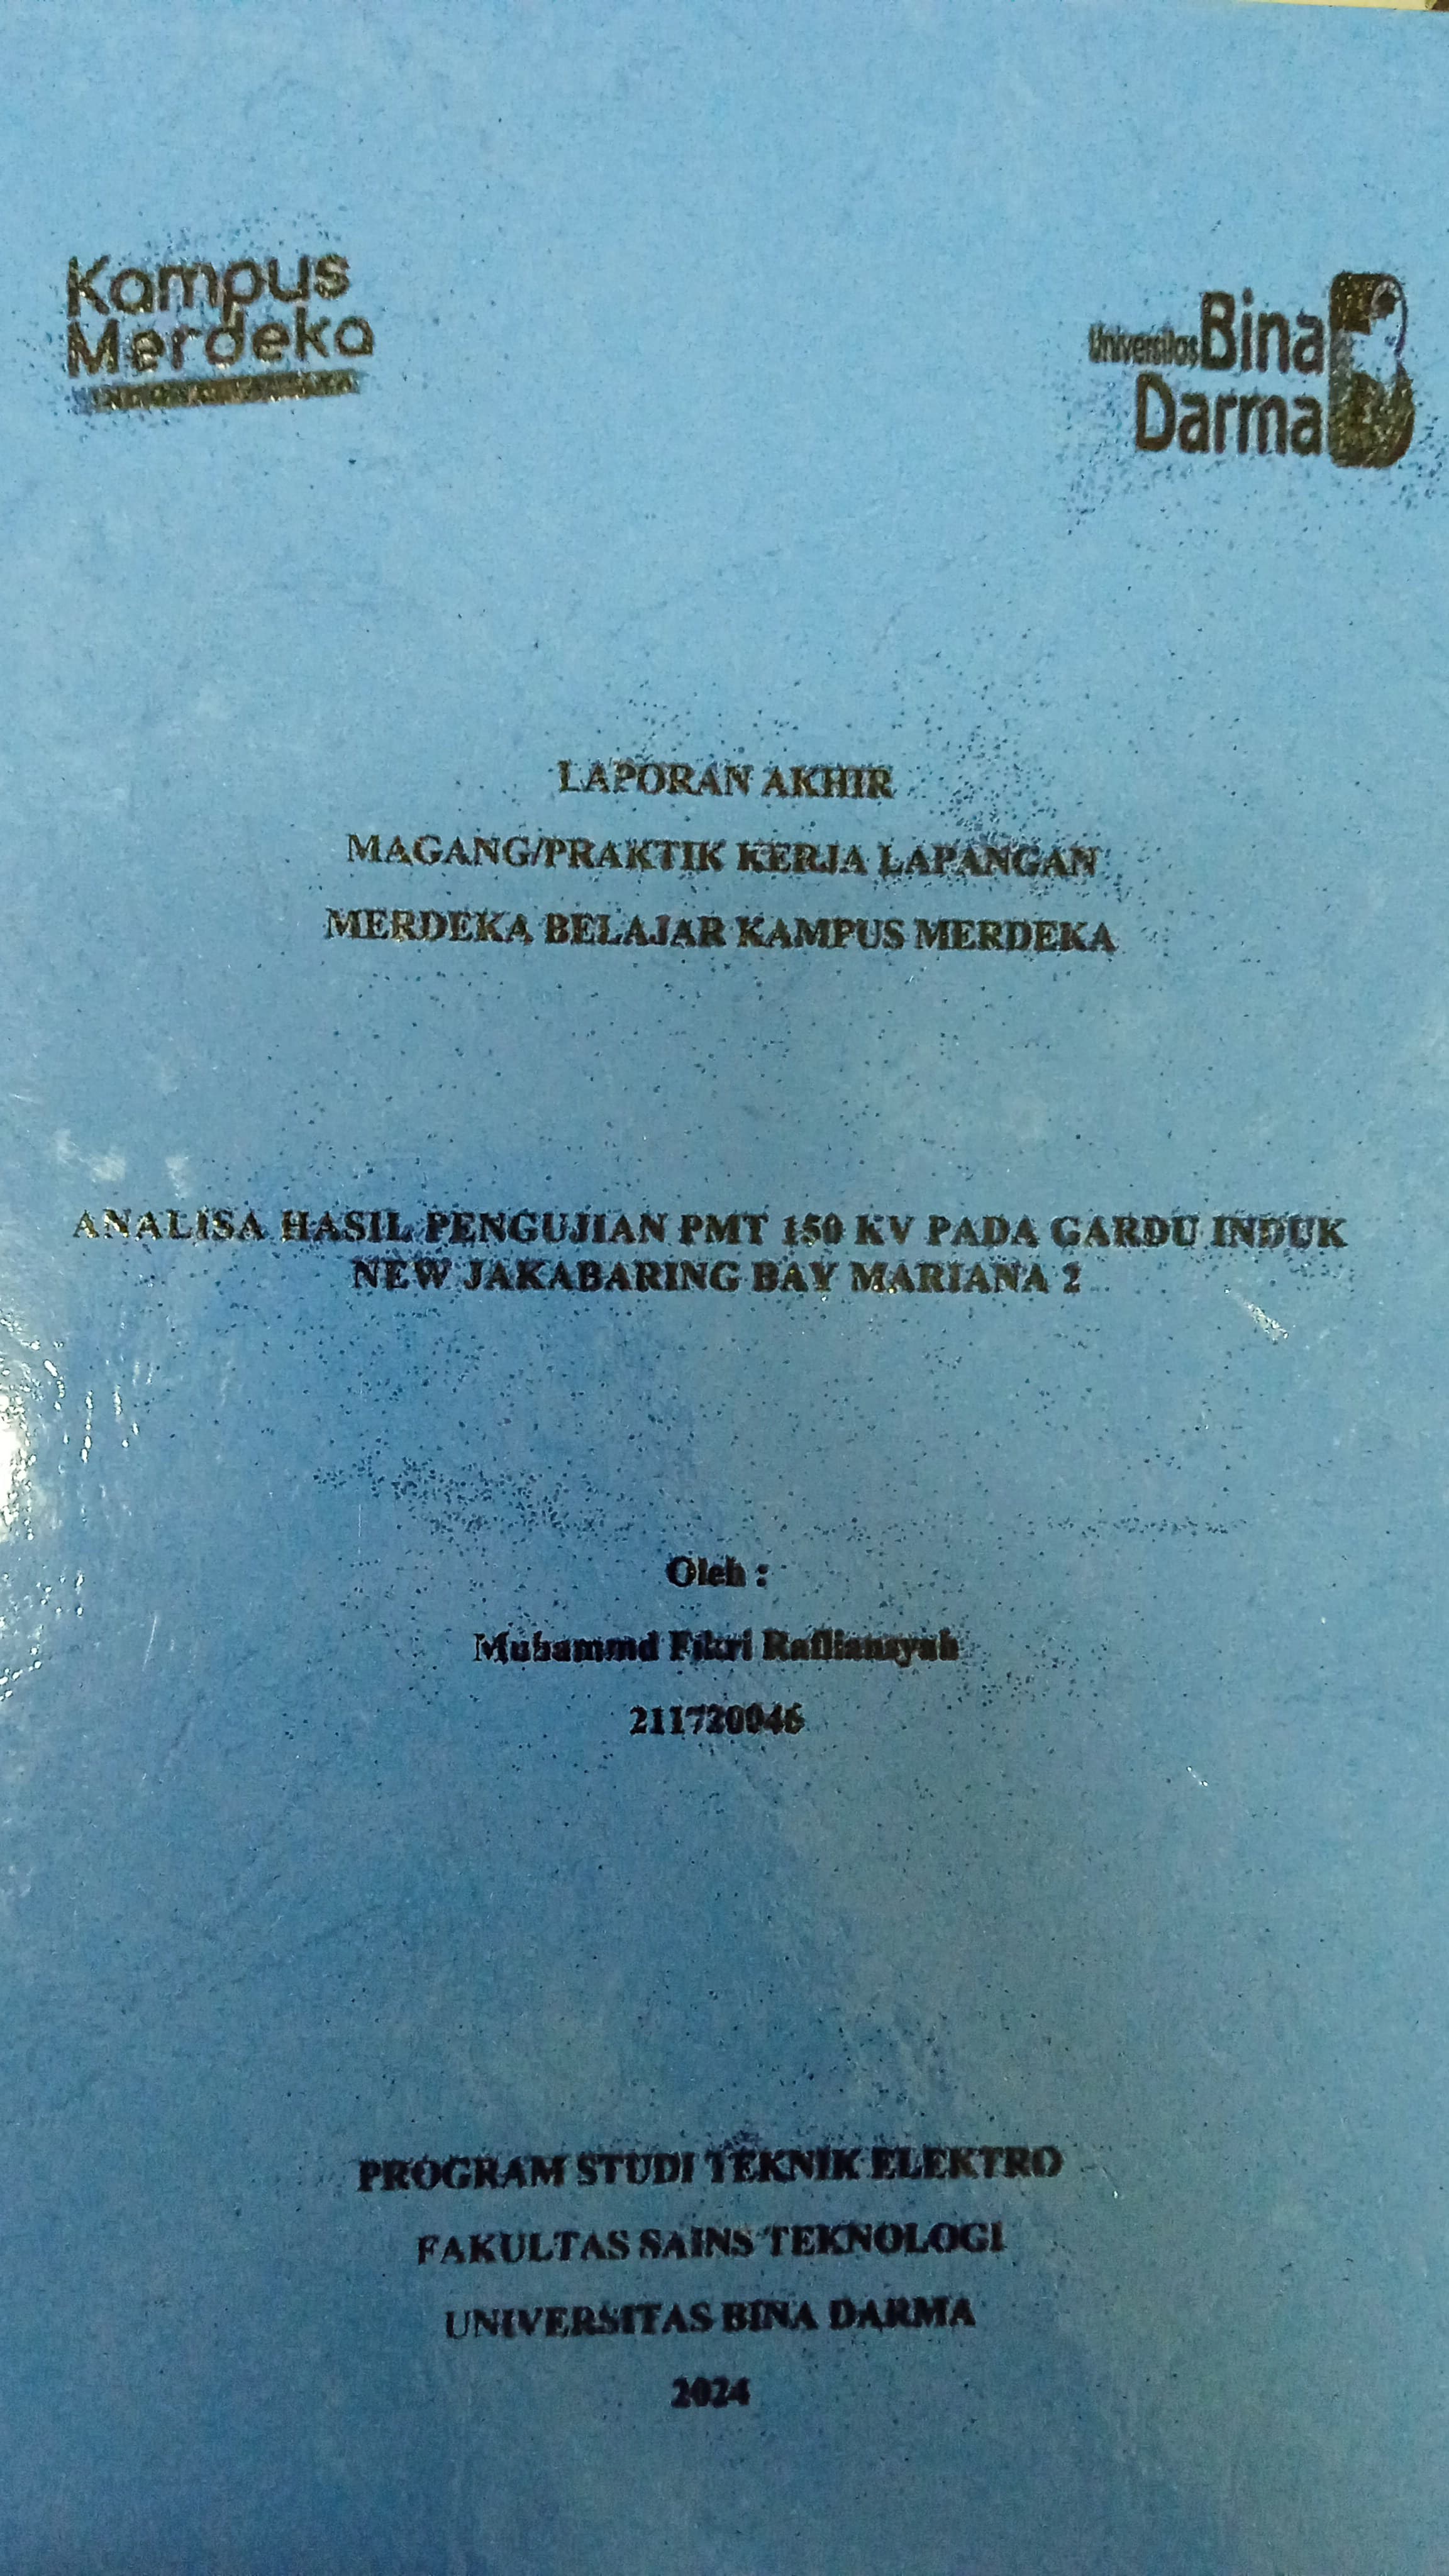 Kampus
Merdeka
Universitas Bina
Darma
LAPORAN AKHIR
MAGANG/PRAKTIK KERJA LAPANGAN
MERDEKA BELAJAR KAMPUS MERDEKA
ANALISA HASIL PENGUJIAN PMT 150 KV PADA GARDU INDUK
NEW JAKABARING BAY MARIANA 2
Oleh :
Muhammd Fikri Rafliansyah
211720046
PROGRAM STUDI TEKNIK ELEKTRO
FAKULTAS SAINS TEKNOLOGI
UNIVERSITAS BINA DARMA
2024